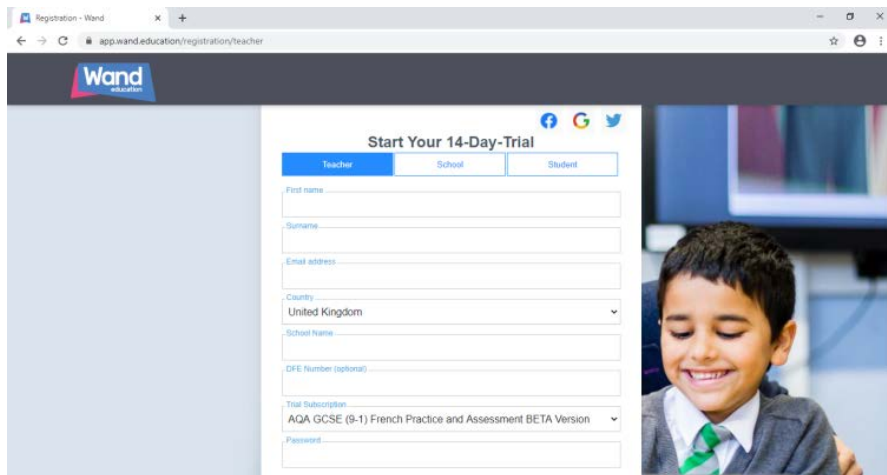 Registration - Wand
app.wand.education/registration/teacher
Wand
education
Start Your 14-Day-Trial
Teacher School Student
First name
Surname
Email address
Country
United Kingdom
School Name
DFE Number (optional)
Trial Subscription
AQA GCSE (9-1) French Practice and Assessment BETA Version
Password